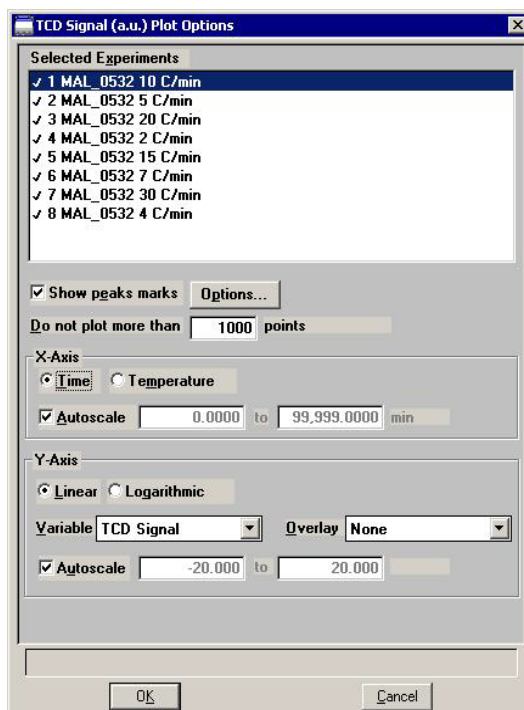 TCD Signal (a.u.) Plot Options
Selected Experiments
✓ 1 MAL_0532 10 C/min
✓ 2 MAL_0532 5 C/min
✓ 3 MAL_0532 20 C/min
✓ 4 MAL_0532 2 C/min
✓ 5 MAL_0532 15 C/min
✓ 6 MAL_0532 7 C/min
✓ 7 MAL_0532 30 C/min
✓ 8 MAL_0532 4 C/min
Show peaks marks Options...
Do not plot more than 1000 points
X-Axis
Time Temperature
Autoscale 0.0000 to 99,999.0000 min
Y-Axis
Linear Logarithmic
Variable TCD Signal Overlay None
Autoscale -20.000 to 20.000
OK Cancel